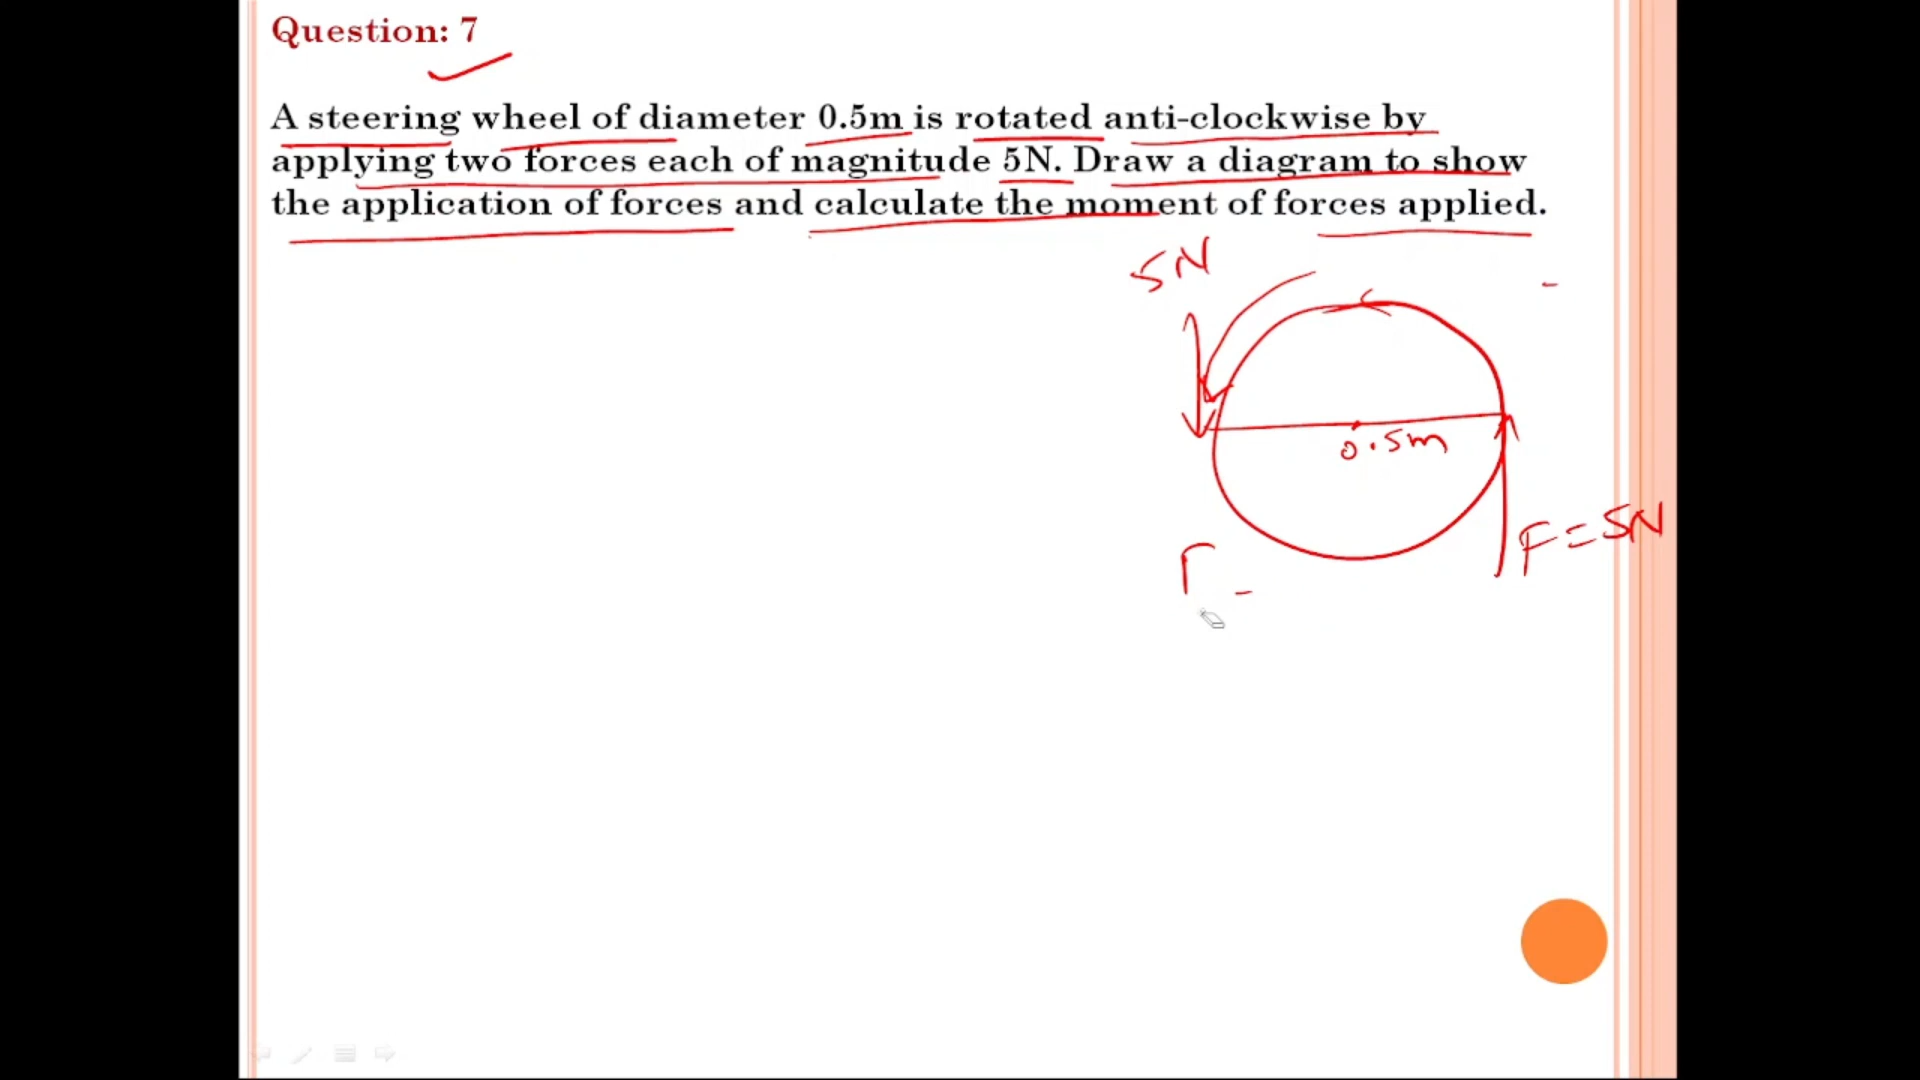 Question: 7
A steering wheel of diameter 0.5m is rotated anti-clockwise by
applying two forces each of magnitude 5N. Draw a diagram to show
the application of forces and calculate the moment of forces applied.
5N
0.5m
F=5N